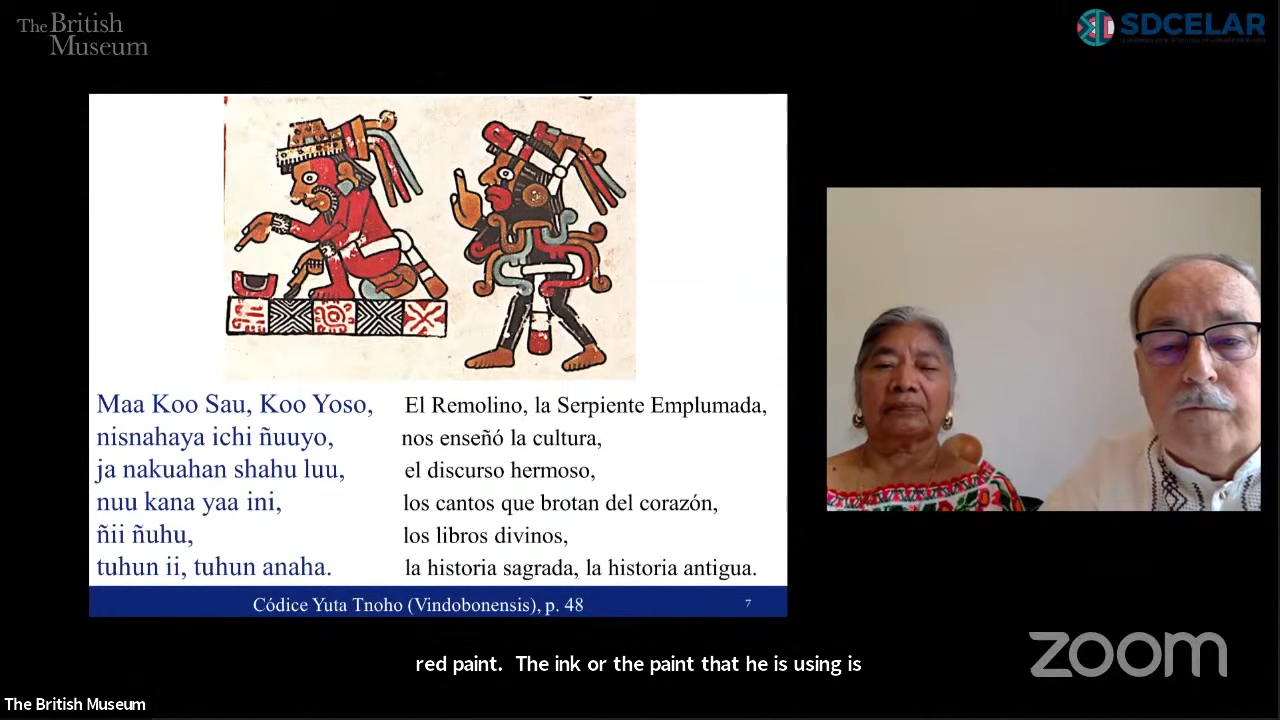 The British
Museum
SDCELAR
Maa Koo Sau, Koo Yoso,
nisnahaya ichi ñuuyo,
ja nakuahan shahu luu,
nuu kana yaa ini,
ñii ñuhu,
tuhun ii, tuhun anaha.
El Remolino, la Serpiente Emplumada,
nos enseñó la cultura,
el discurso hermoso,
los cantos que brotan del corazón,
los libros divinos,
la historia sagrada, la historia antigua.
Códice Yuta Tnoho (Vindobonensis), p. 48
7
red paint. The ink or the paint that he is using is
zoom
The British Museum